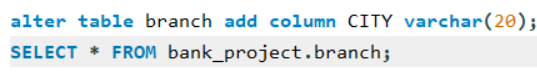 alter table branch add column CITY varchar(20);
SELECT * FROM bank_project.branch;